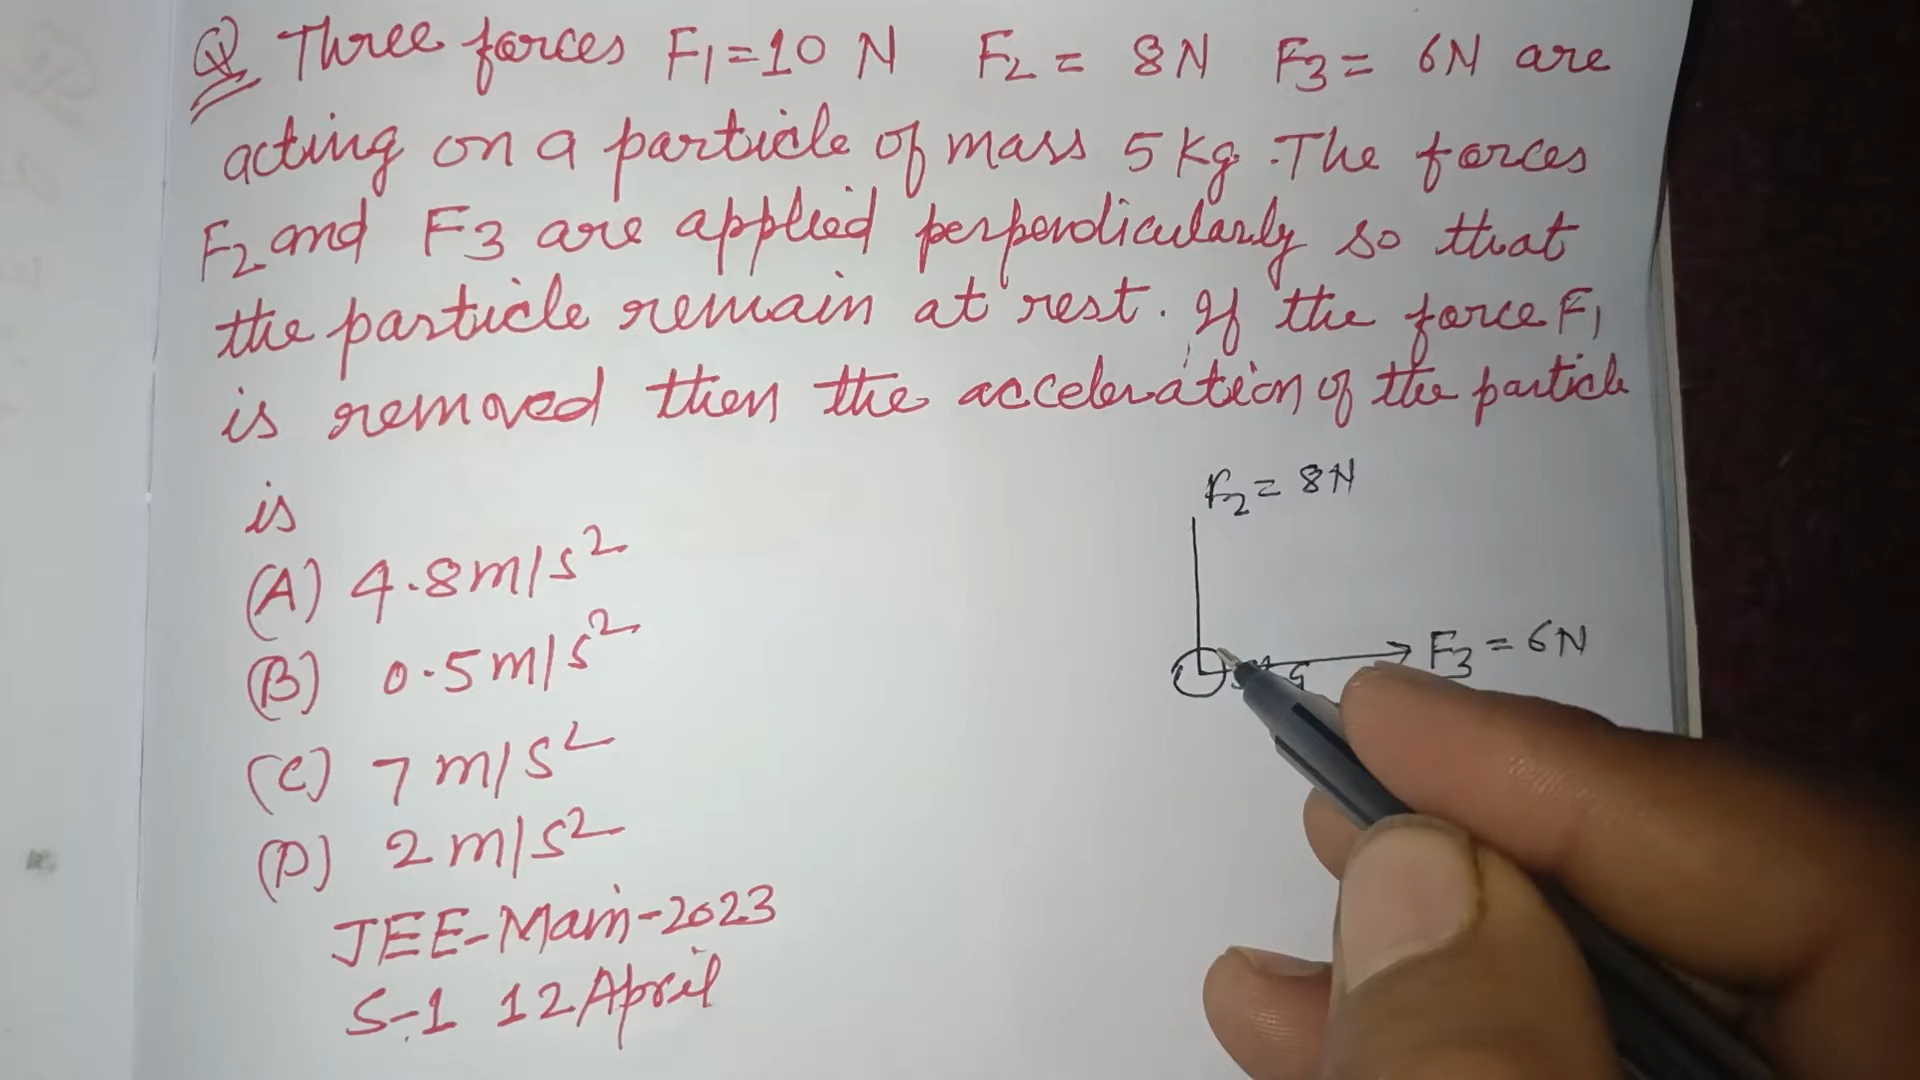 Q Three forces F1=10 N F2 = 8N F3 = 6N are
acting on a particle of mass 5 kg. The forces
F2 and F3 are applied perpendicularly so that
the particle remain at rest. If the force F1
is removed then the acceleration of the particle
is
F2 = 8N
(A) 4.8 m/s2
F3 = 6N
(B) 0.5 m/s2
(C) 7 m/s2
(D) 2 m/s2
JEE-Main-2023
S-1 12 April